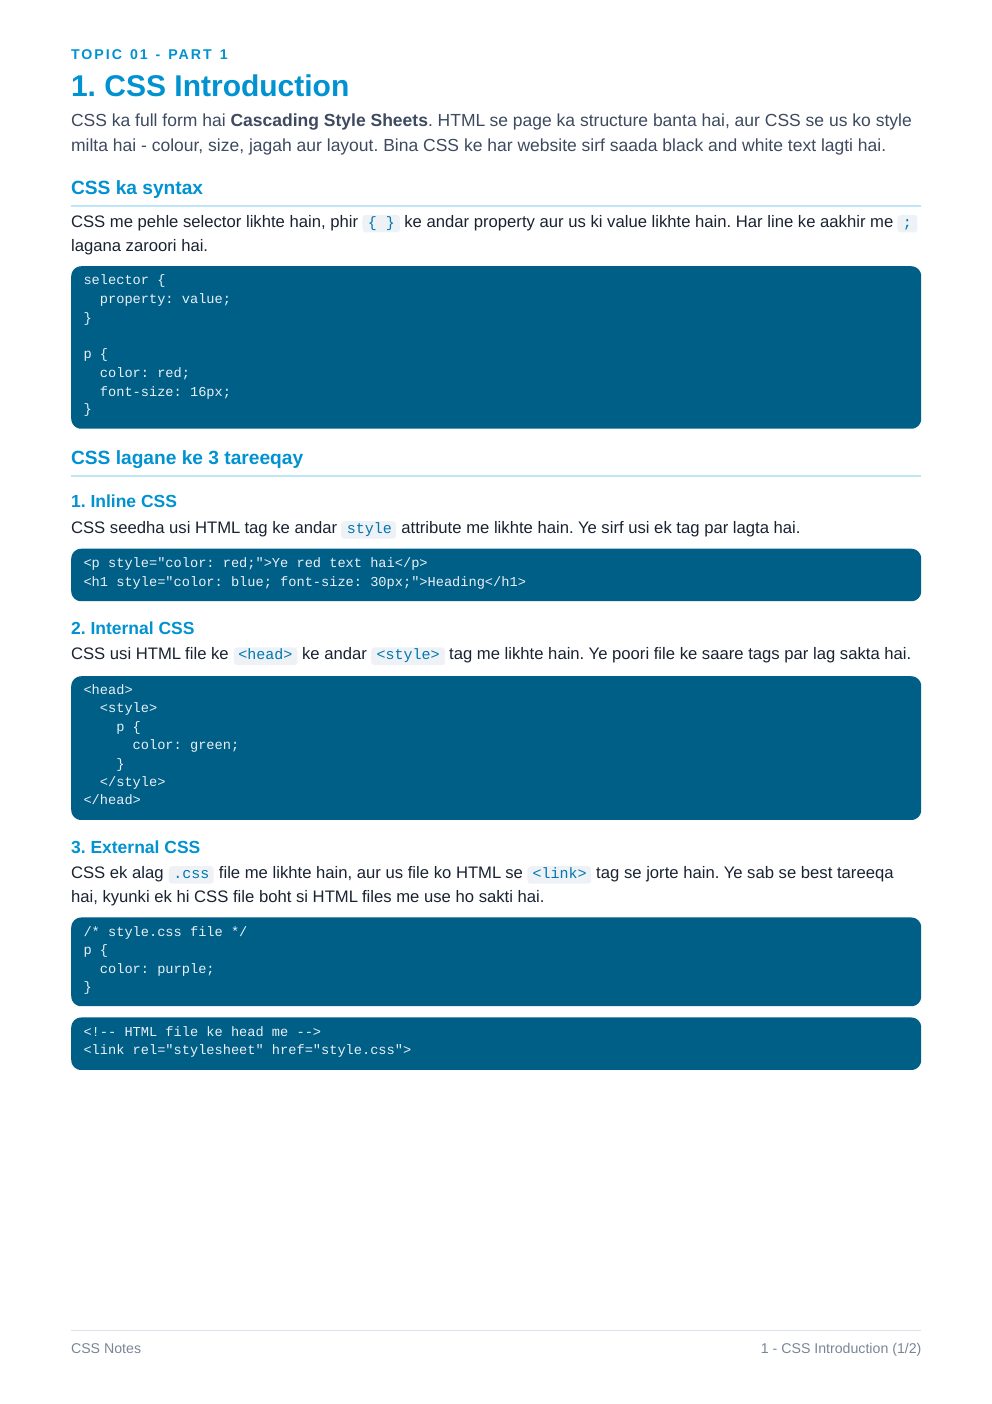 TOPIC 01 - PART 1
1. CSS Introduction
CSS ka full form hai Cascading Style Sheets. HTML se page ka structure banta hai, aur CSS se us ko style
milta hai - colour, size, jagah aur layout. Bina CSS ke har website sirf saada black and white text lagti hai.
CSS ka syntax
CSS me pehle selector likhte hain, phir { } ke andar property aur us ki value likhte hain. Har line ke aakhir me ;
lagana zaroori hai.
selector {
  property: value;
}

p {
  color: red;
  font-size: 16px;
}
CSS lagane ke 3 tareeqay
1. Inline CSS
CSS seedha usi HTML tag ke andar style attribute me likhte hain. Ye sirf usi ek tag par lagta hai.
<p style="color: red;">Ye red text hai</p>
<h1 style="color: blue; font-size: 30px;">Heading</h1>
2. Internal CSS
CSS usi HTML file ke <head> ke andar <style> tag me likhte hain. Ye poori file ke saare tags par lag sakta hai.
<head>
  <style>
    p {
      color: green;
    }
  </style>
</head>
3. External CSS
CSS ek alag .css file me likhte hain, aur us file ko HTML se <link> tag se jorte hain. Ye sab se best tareeqa
hai, kyunki ek hi CSS file boht si HTML files me use ho sakti hai.
/* style.css file */
p {
  color: purple;
}
<!-- HTML file ke head me -->
<link rel="stylesheet" href="style.css">
CSS Notes
1 - CSS Introduction (1/2)